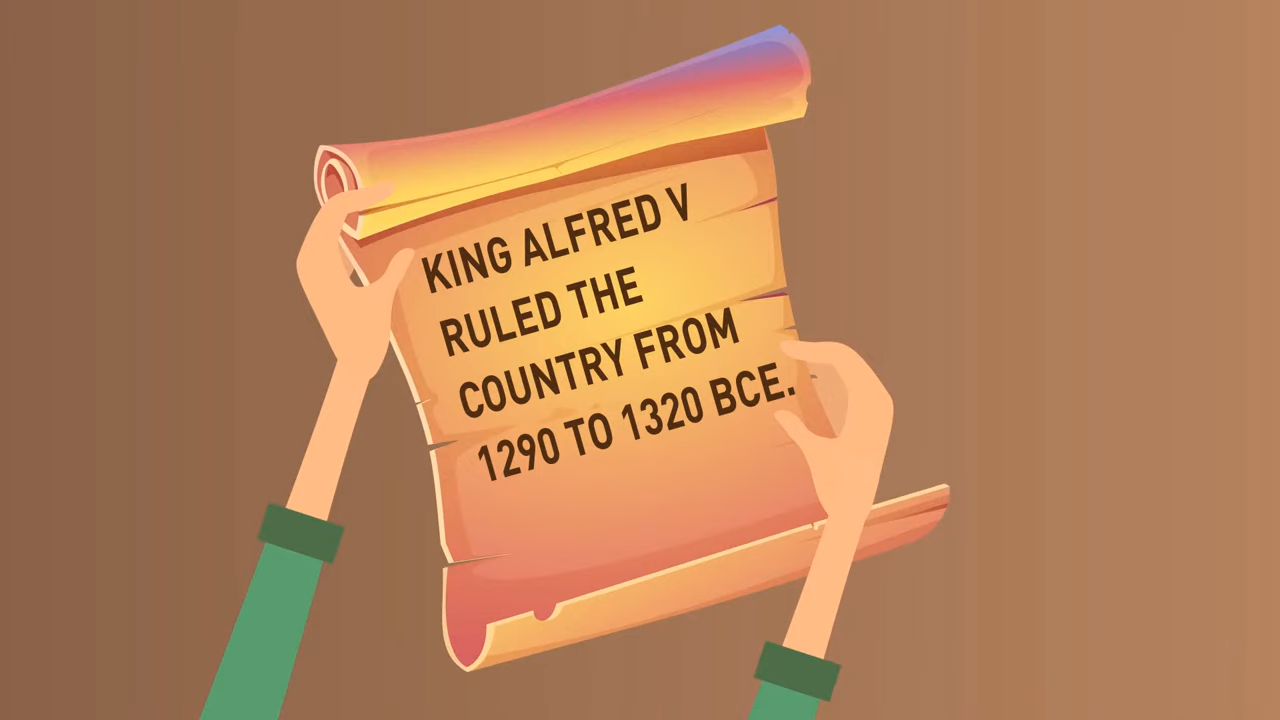 KING ALFRED V
RULED THE
COUNTRY FROM
1290 TO 1320 BCE.